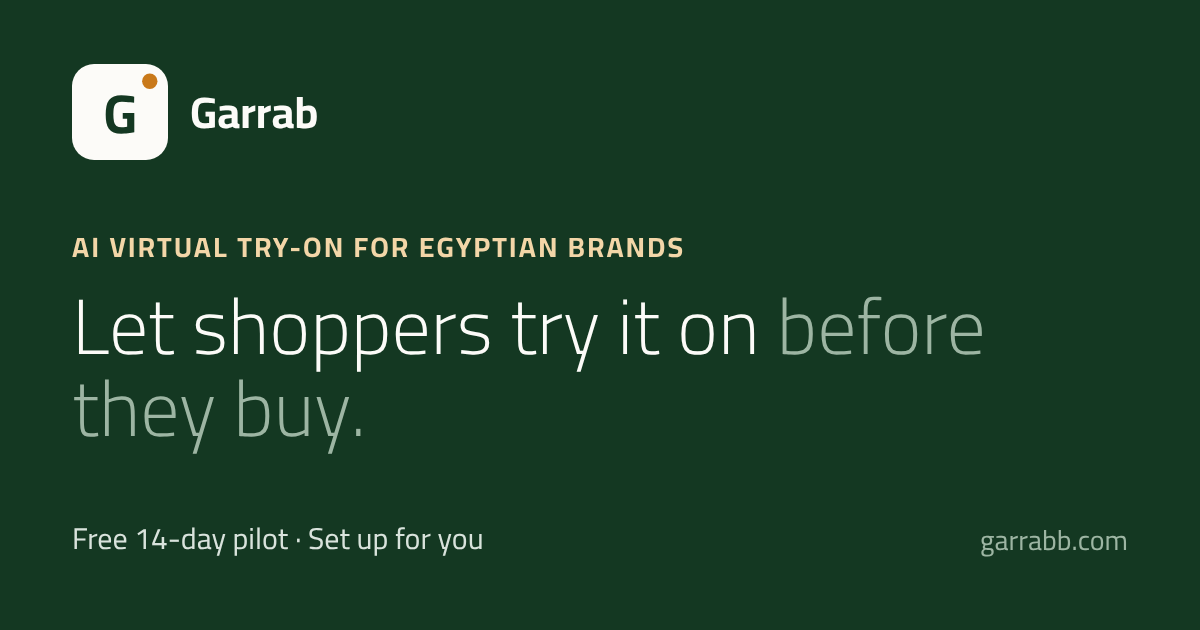 G
Garrab
AI VIRTUAL TRY-ON FOR EGYPTIAN BRANDS
Let shoppers try it on before
they buy.
Free 14-day pilot · Set up for you
garrabb.com